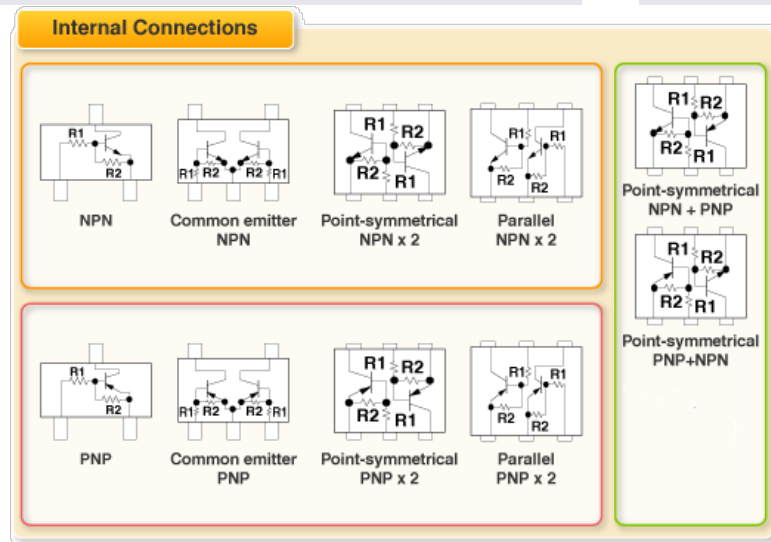 Internal Connections
R1
R2
NPN
R1 R2 R2 R1
Common emitter
NPN
R1 R2
R2 R1
Point-symmetrical
NPN x 2
R1 R1
R2 R2
Parallel
NPN x 2
R1 R2
R2 R1
Point-symmetrical
NPN + PNP
R1 R2
R2 R1
Point-symmetrical
PNP+NPN
R1
R2
PNP
R1 R2 R2 R1
Common emitter
PNP
R1 R2
R2 R1
Point-symmetrical
PNP x 2
R1 R1
R2 R2
Parallel
PNP x 2